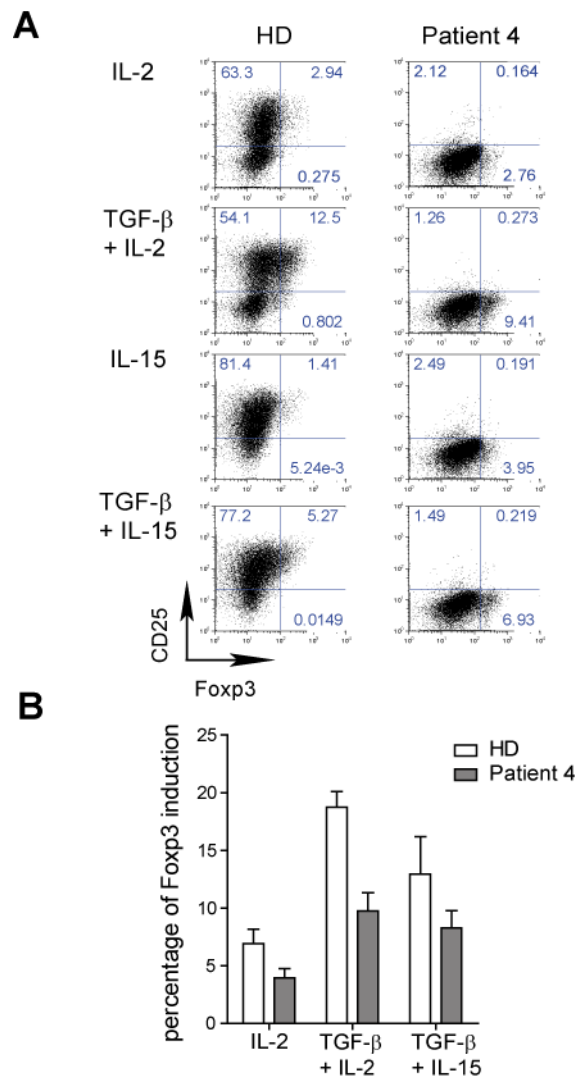 A
HD Patient 4
IL-2
63.3 2.94
0.275
2.12 0.164
2.76
TGF-β
+ IL-2
54.1 12.5
0.802
1.26 0.273
9.41
IL-15
81.4 1.41
5.24e-3
2.49 0.191
3.95
TGF-β
+ IL-15
77.2 5.27
0.0149
1.49 0.219
6.93
CD25
Foxp3
B
percentage of Foxp3 induction
25
20
15
10
5
0
HD
Patient 4
IL-2 TGF-β TGF-β
+ IL-2 + IL-15